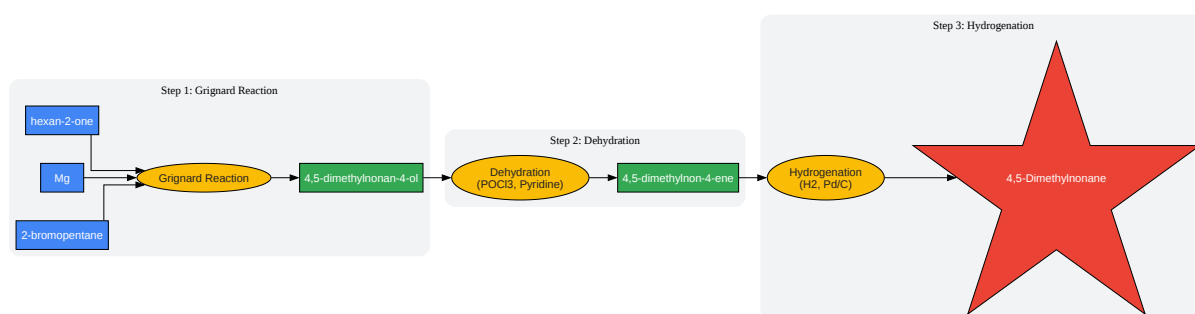 Step 1: Grignard Reaction
hexan-2-one
Mg
2-bromopentane
Grignard Reaction
4,5-dimethylnonan-4-ol
Step 2: Dehydration
Dehydration
(POCl3, Pyridine)
4,5-dimethylnon-4-ene
Step 3: Hydrogenation
Hydrogenation
(H2, Pd/C)
4,5-Dimethylnonane